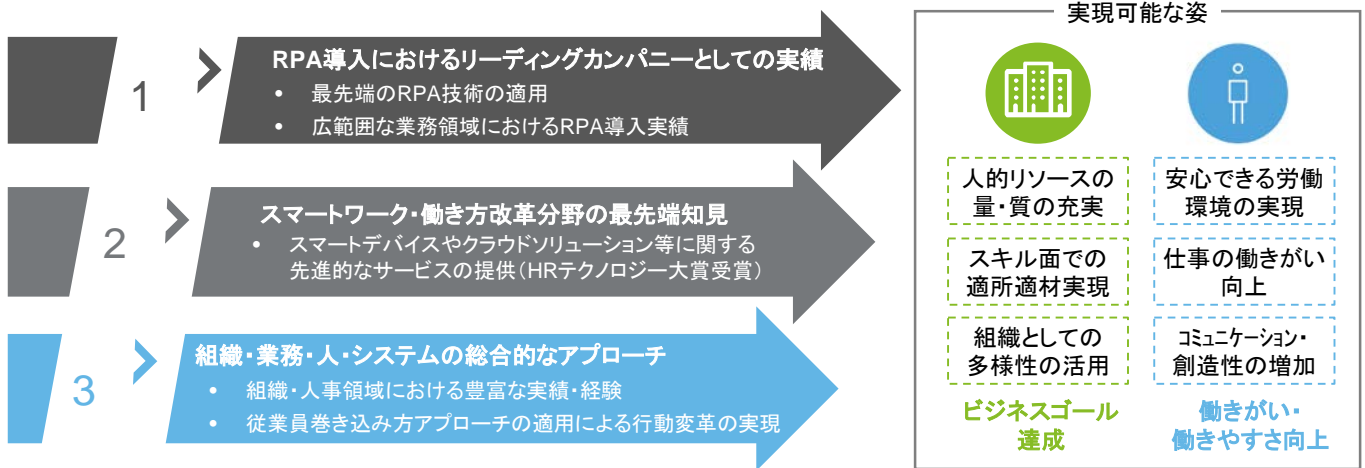 1
RPA導入におけるリーディングカンパニーとしての実績
• 最先端のRPA技術の適用
• 広範囲な業務領域におけるRPA導入実績
2
スマートワーク・働き方改革分野の最先端知見
• スマートデバイスやクラウドソリューション等に関する
先進的なサービスの提供（HRテクノロジー大賞受賞）
3
組織・業務・人・システムの総合的なアプローチ
• 組織・人事領域における豊富な実績・経験
• 従業員巻き込み方アプローチの適用による行動変革の実現
実現可能な姿
人的リソースの
量・質の充実
スキル面での
適所適材実現
組織としての
多様性の活用
ビジネスゴール
達成
安心できる労働
環境の実現
仕事の働きがい
向上
コミュニケーション・
創造性の増加
働きがい・
働きやすさ向上